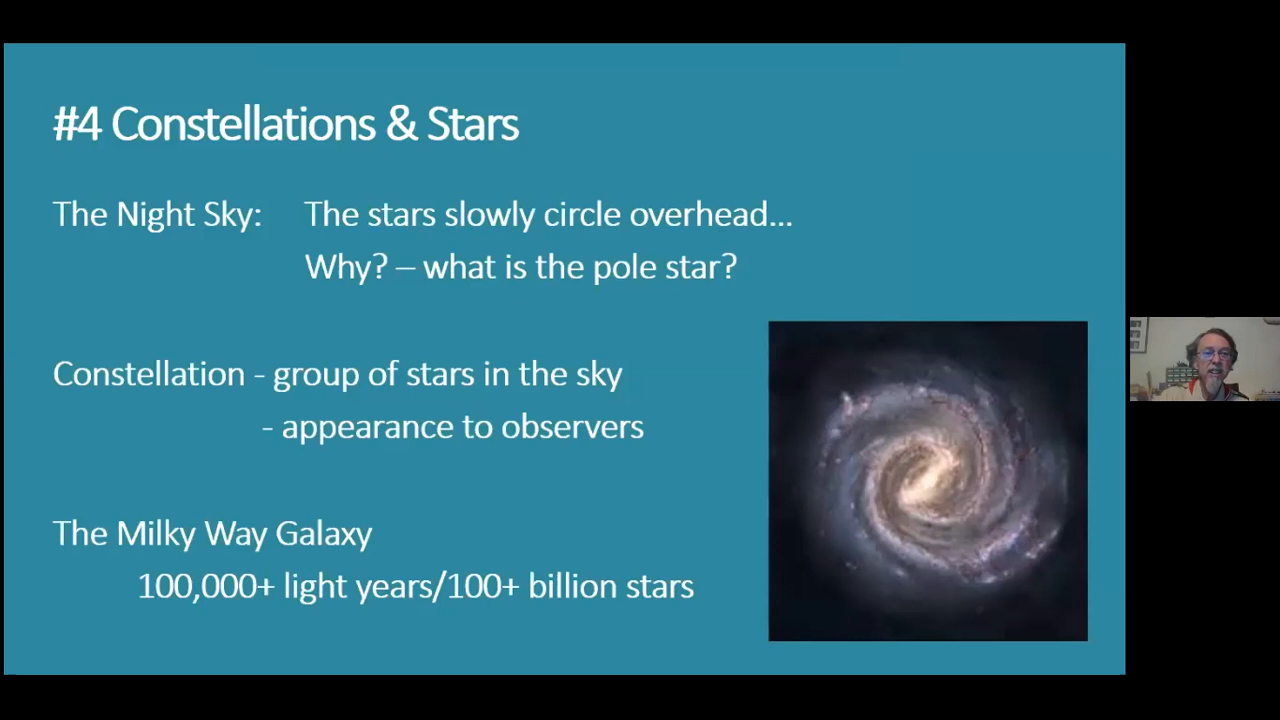 #4 Constellations & Stars
The Night Sky: The stars slowly circle overhead...
Why? – what is the pole star?
Constellation - group of stars in the sky
- appearance to observers
The Milky Way Galaxy
100,000+ light years/100+ billion stars